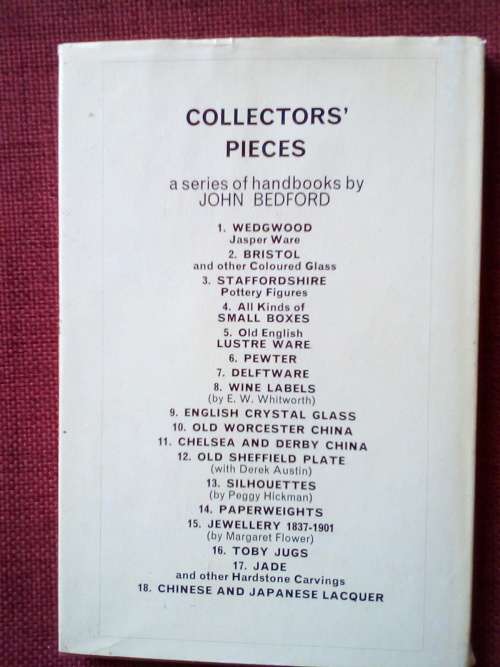 COLLECTORS'
PIECES
a series of handbooks by
JOHN BEDFORD
1. WEDGWOOD
Jasper Ware
2. BRISTOL
and other Coloured Glass
3. STAFFORDSHIRE
Pottery Figures
4. All Kinds of
SMALL BOXES
5. Old English
LUSTRE WARE
6. PEWTER
7. DELFTWARE
8. WINE LABELS
(by E. W. Whitworth)
9. ENGLISH CRYSTAL GLASS
10. OLD WORCESTER CHINA
11. CHELSEA AND DERBY CHINA
12. OLD SHEFFIELD PLATE
(with Derek Austin)
13. SILHOUETTES
(by Peggy Hickman)
14. PAPERWEIGHTS
15. JEWELLERY 1837-1901
(by Margaret Flower)
16. TOBY JUGS
17. JADE
and other Hardstone Carvings
18. CHINESE AND JAPANESE LACQUER